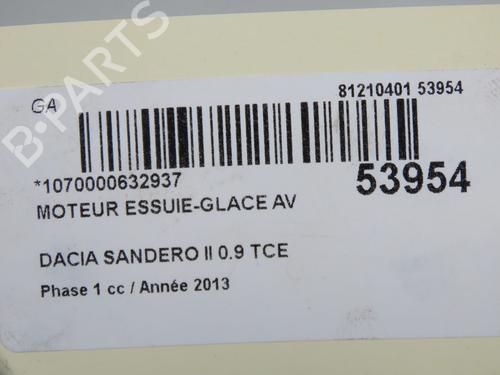 GA
81210401 53954
*1070000632937
53954
MOTEUR ESSUIE-GLACE AV
DACIA SANDERO II 0.9 TCE
Phase 1 cc / Année 2013
B-PARTS